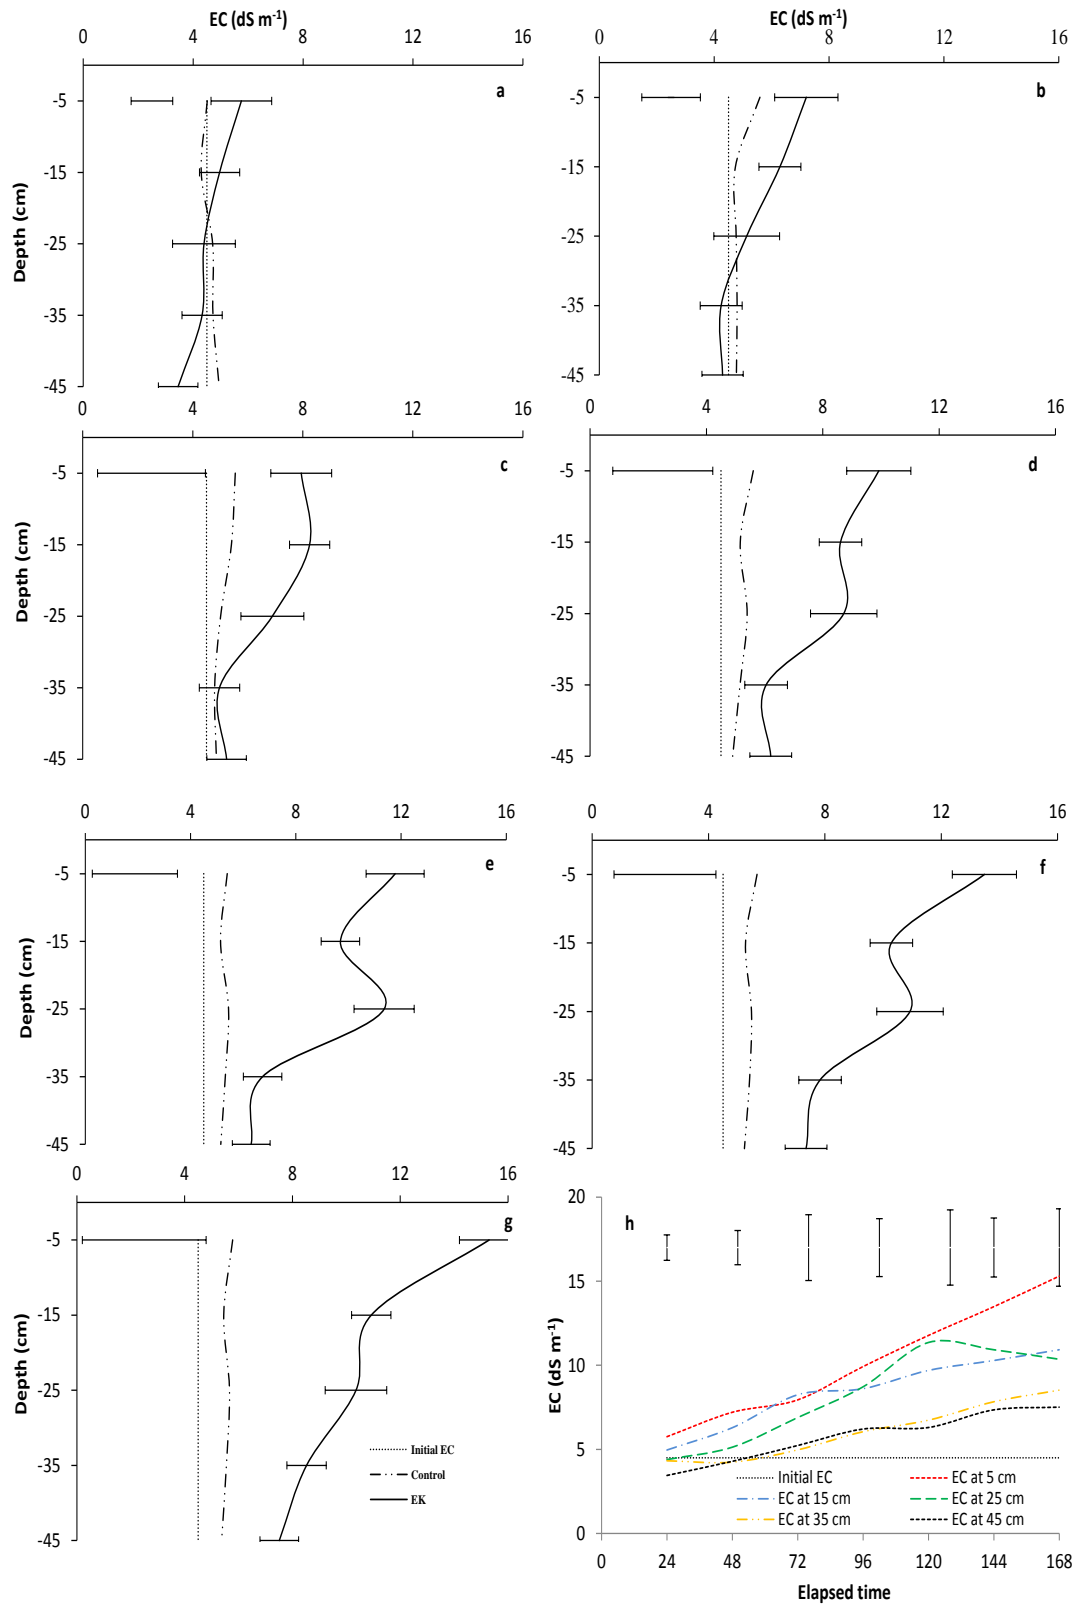 EC (dS m⁻¹)
0 4 8 12 16
a
-5
-15
-25
-35
-45
Depth (cm)
EC (dS m⁻¹)
0 4 8 12 16
b
-5
-15
-25
-35
-45
0 4 8 12 16
c
-5
-15
-25
-35
-45
Depth (cm)
0 4 8 12 16
d
-5
-15
-25
-35
-45
0 4 8 12 16
e
-5
-15
-25
-35
-45
Depth (cm)
0 4 8 12 16
f
-5
-15
-25
-35
-45
0 4 8 12 16
g
-5
-15
-25
-35
-45
Depth (cm)
Initial EC
Control
EK
h
20
15
10
5
0
EC (dS m⁻¹)
Initial EC EC at 5 cm
EC at 15 cm EC at 25 cm
EC at 35 cm EC at 45 cm
0 24 48 72 96 120 144 168
Elapsed time